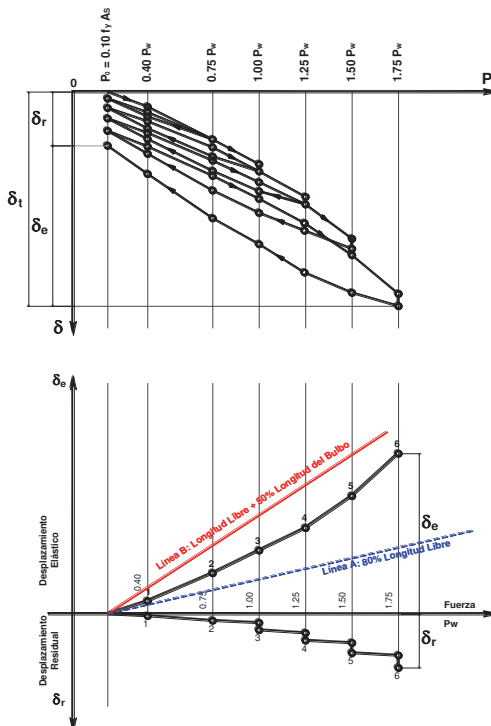 P₀ = 0.10 fy As
0.40 Pw
0.75 Pw
1.00 Pw
1.25 Pw
1.50 Pw
1.75 Pw
0
P
δr
δt
δe
δ
δe
Línea B: Longitud Libre + 50% Longitud del Bulbo
6
5
4
3
2
1
δe
Línea A: 80% Longitud Libre
Desplazamiento
Elástico
0.40
0.75
1.00
1.25
1.50
1.75
Fuerza
Pw
Desplazamiento
Residual
1
2
3
4
5
6
δr
δr